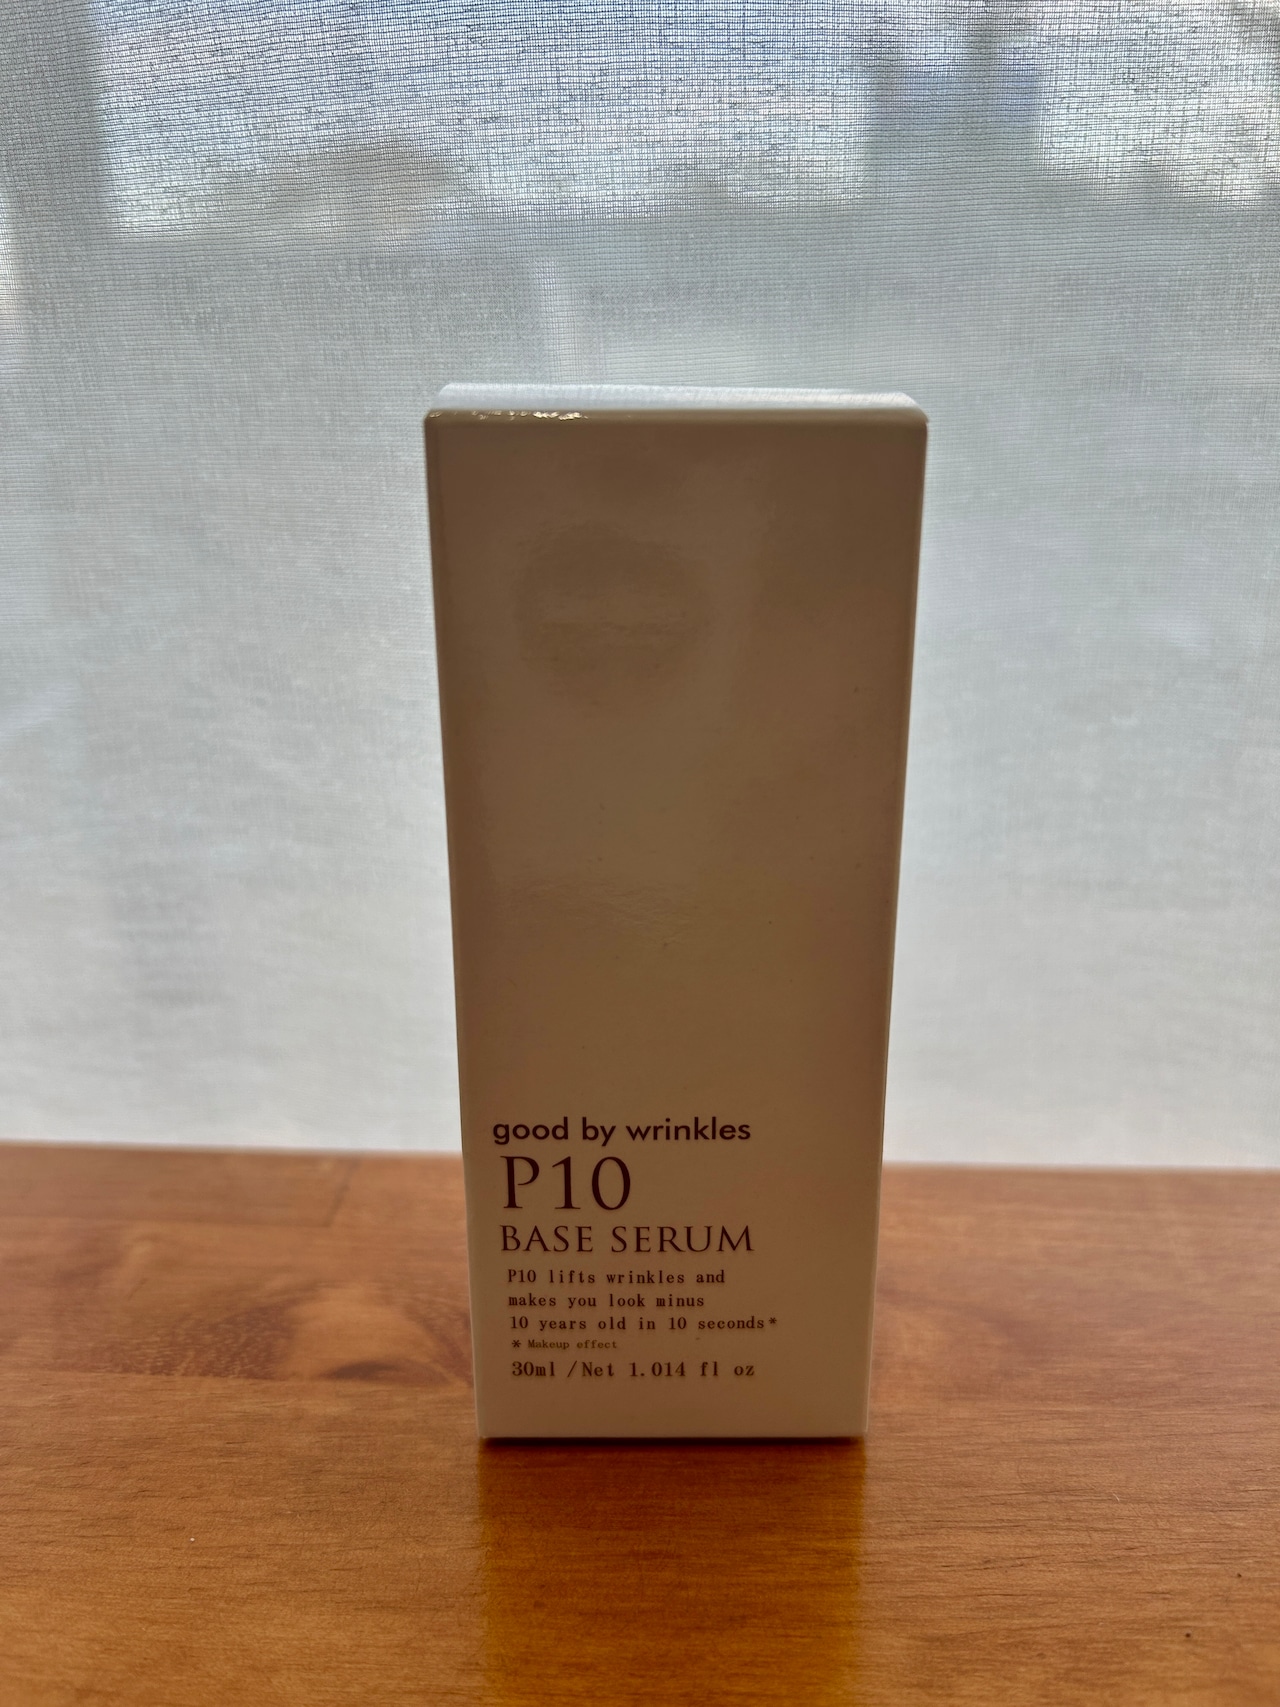 good by wrinkles
P10
BASE SERUM
P10 lifts wrinkles and
makes you look minus
10 years old in 10 seconds*
* Makeup effect
30ml / Net 1.014 fl oz